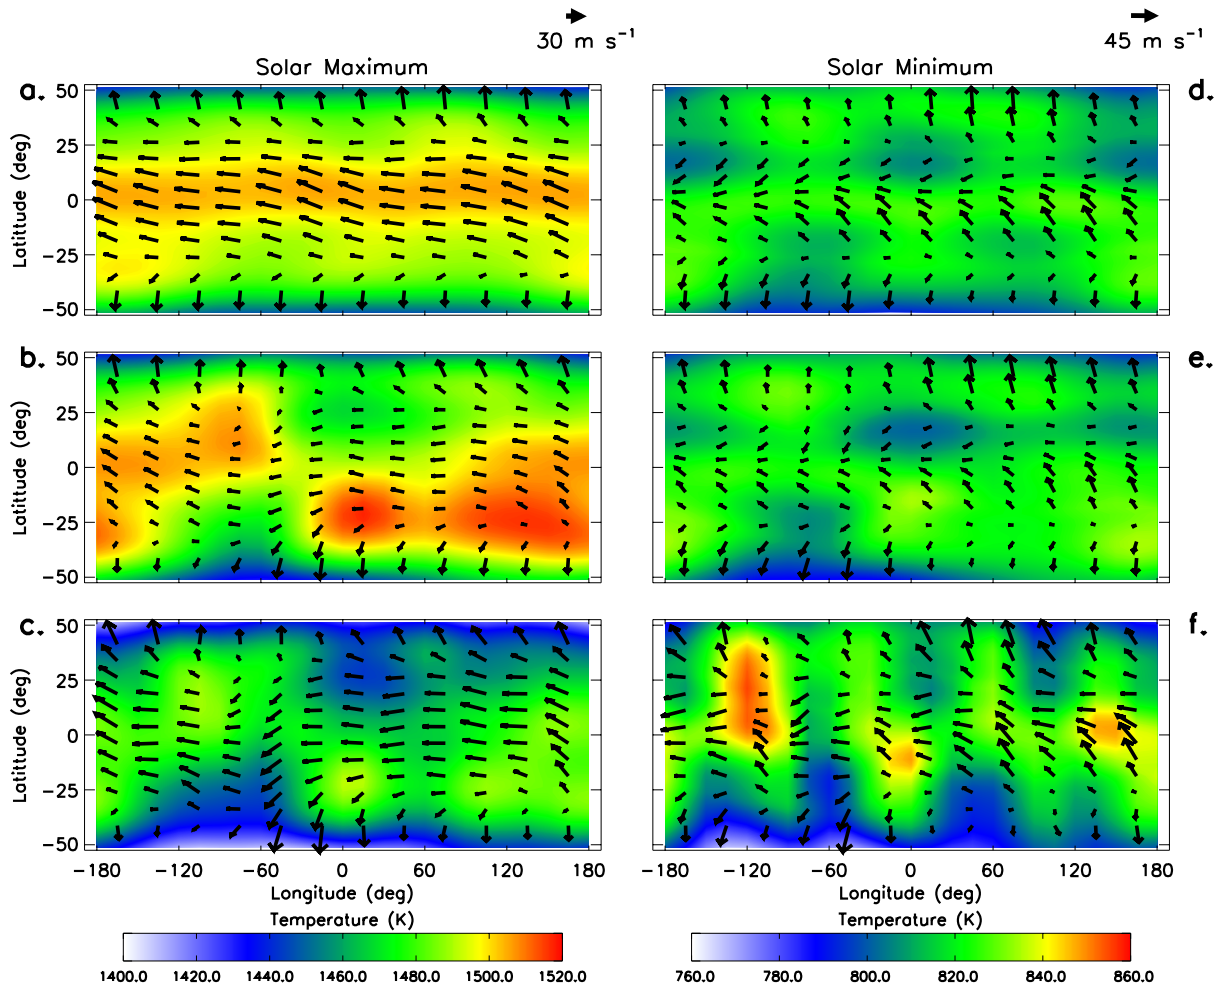 30 m s⁻¹
45 m s⁻¹
Solar Maximum
Solar Minimum
a.
50
25
0
−25
−50
Latittude (deg)
d.
b.
50
25
0
−25
−50
Latittude (deg)
e.
c.
50
25
0
−25
−50
Latittude (deg)
f.
−180 −120 −60 0 60 120 180
Longitude (deg)
−180 −120 −60 0 60 120 180
Longitude (deg)
Temperature (K)
1400.0 1420.0 1440.0 1460.0 1480.0 1500.0 1520.0
Temperature (K)
760.0 780.0 800.0 820.0 840.0 860.0